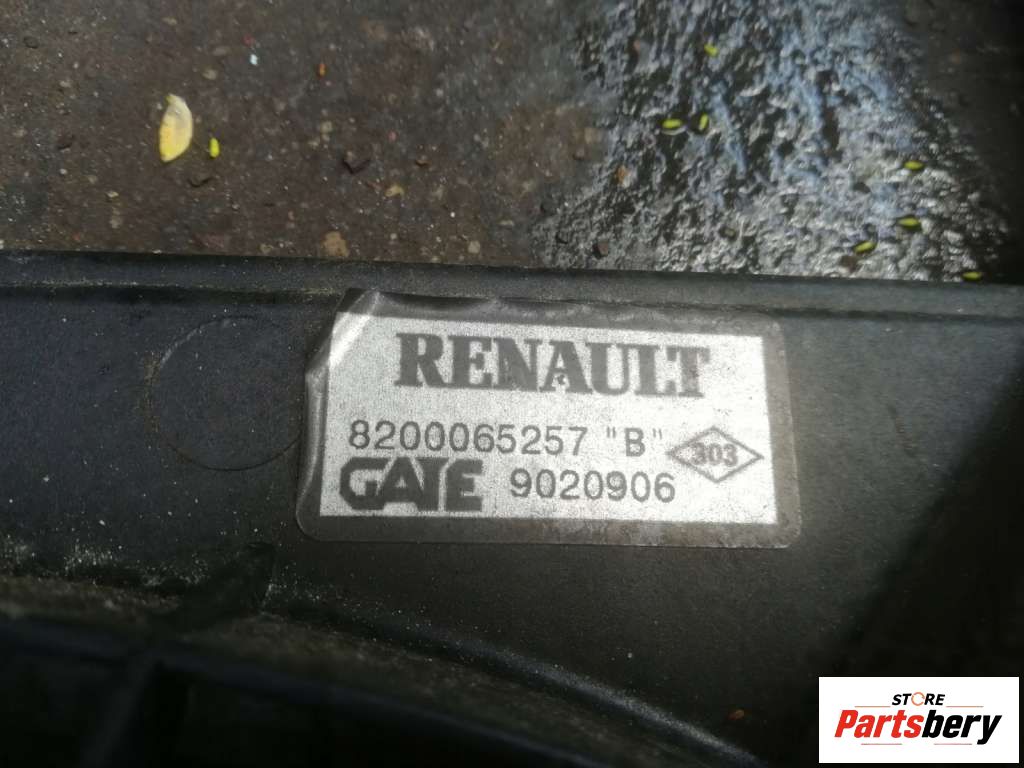 RENAULT
8200065257 "B" 303
GATE 9020906
STORE
Partsbery